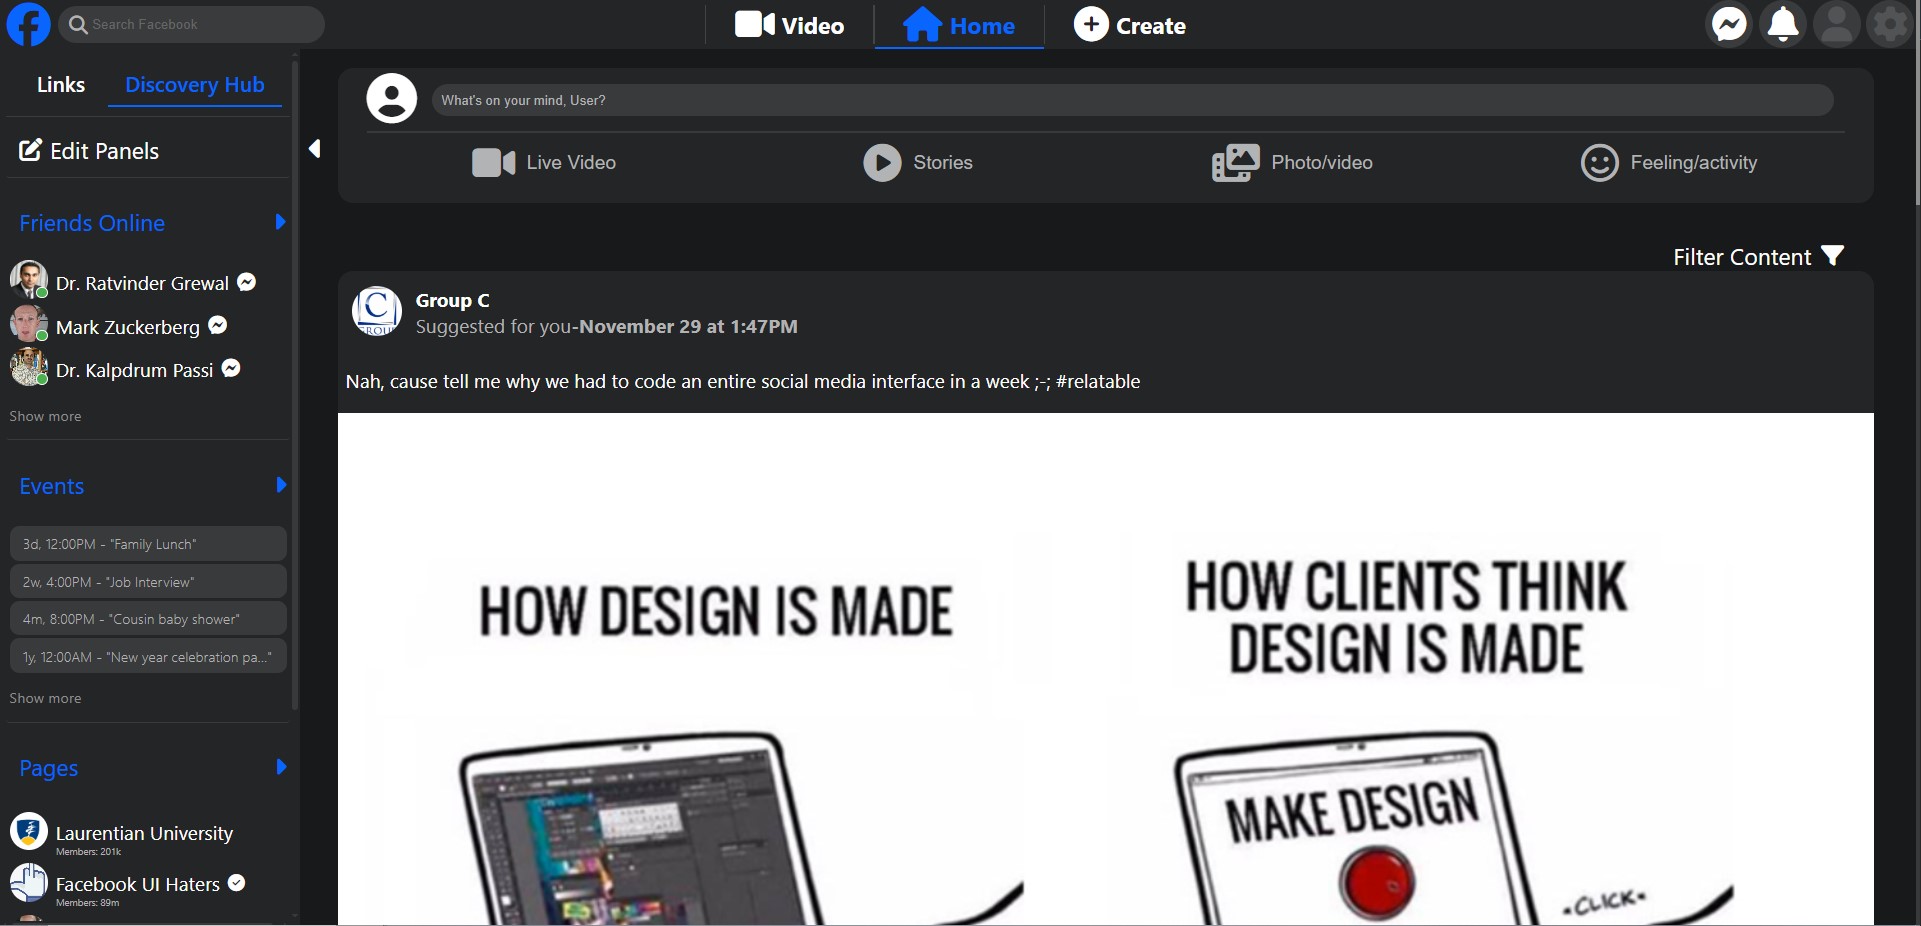 Search Facebook
Video
Home
Create
Links
Discovery Hub
Edit Panels
Friends Online
Dr. Ratvinder Grewal
Mark Zuckerberg
Dr. Kalpdrum Passi
Show more
Events
3d, 12:00PM - "Family Lunch"
2w, 4:00PM - "Job Interview"
4m, 8:00PM - "Cousin baby shower"
1y, 12:00AM - "New year celebration pa..."
Show more
Pages
Laurentian University
Members: 201k
Facebook UI Haters
Members: 89m
What's on your mind, User?
Live Video
Stories
Photo/video
Feeling/activity
Filter Content
C
GROUP
Group C
Suggested for you-November 29 at 1:47PM
Nah, cause tell me why we had to code an entire social media interface in a week ;-; #relatable
HOW DESIGN IS MADE
HOW CLIENTS THINK
DESIGN IS MADE
MAKE DESIGN
CLICK